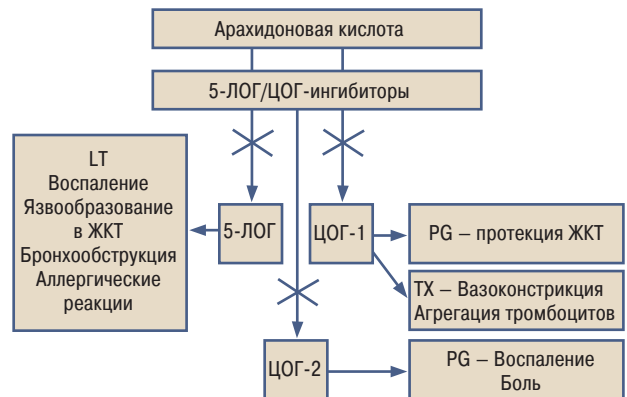 Арахидоновая кислота
5-ЛОГ/ЦОГ-ингибиторы
LT
Воспаление
Язвообразование
в ЖКТ
Бронхообструкция
Аллергические
реакции
5-ЛОГ
ЦОГ-1
PG – протекция ЖКТ
TX – Вазоконстрикция
Агрегация тромбоцитов
ЦОГ-2
PG – Воспаление
Боль